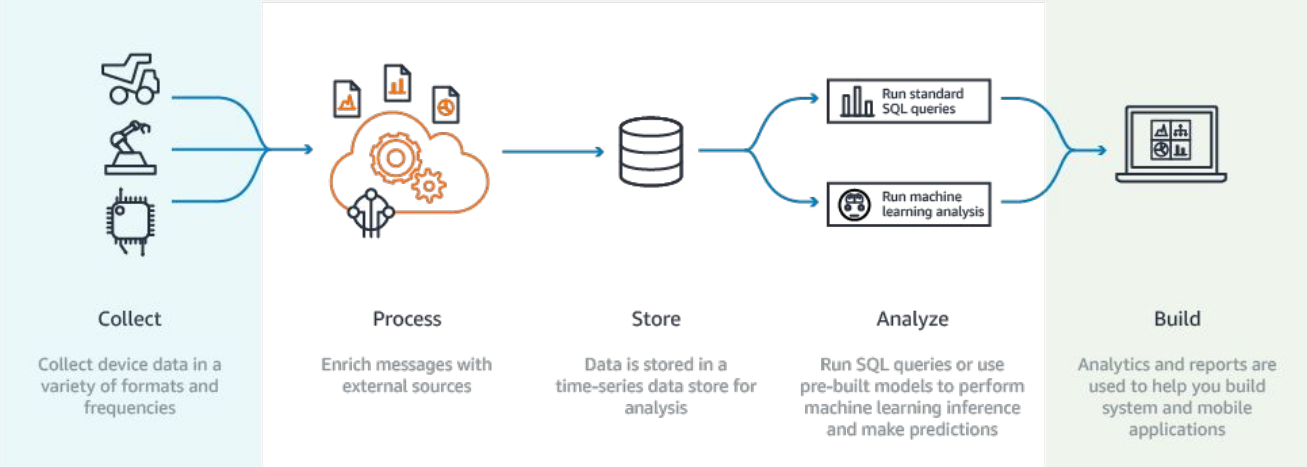 Run standard
SQL queries
Run machine
learning analysis
Collect
Collect device data in a
variety of formats and
frequencies
Process
Enrich messages with
external sources
Store
Data is stored in a
time-series data store for
analysis
Analyze
Run SQL queries or use
pre-built models to perform
machine learning inference
and make predictions
Build
Analytics and reports are
used to help you build
system and mobile
applications